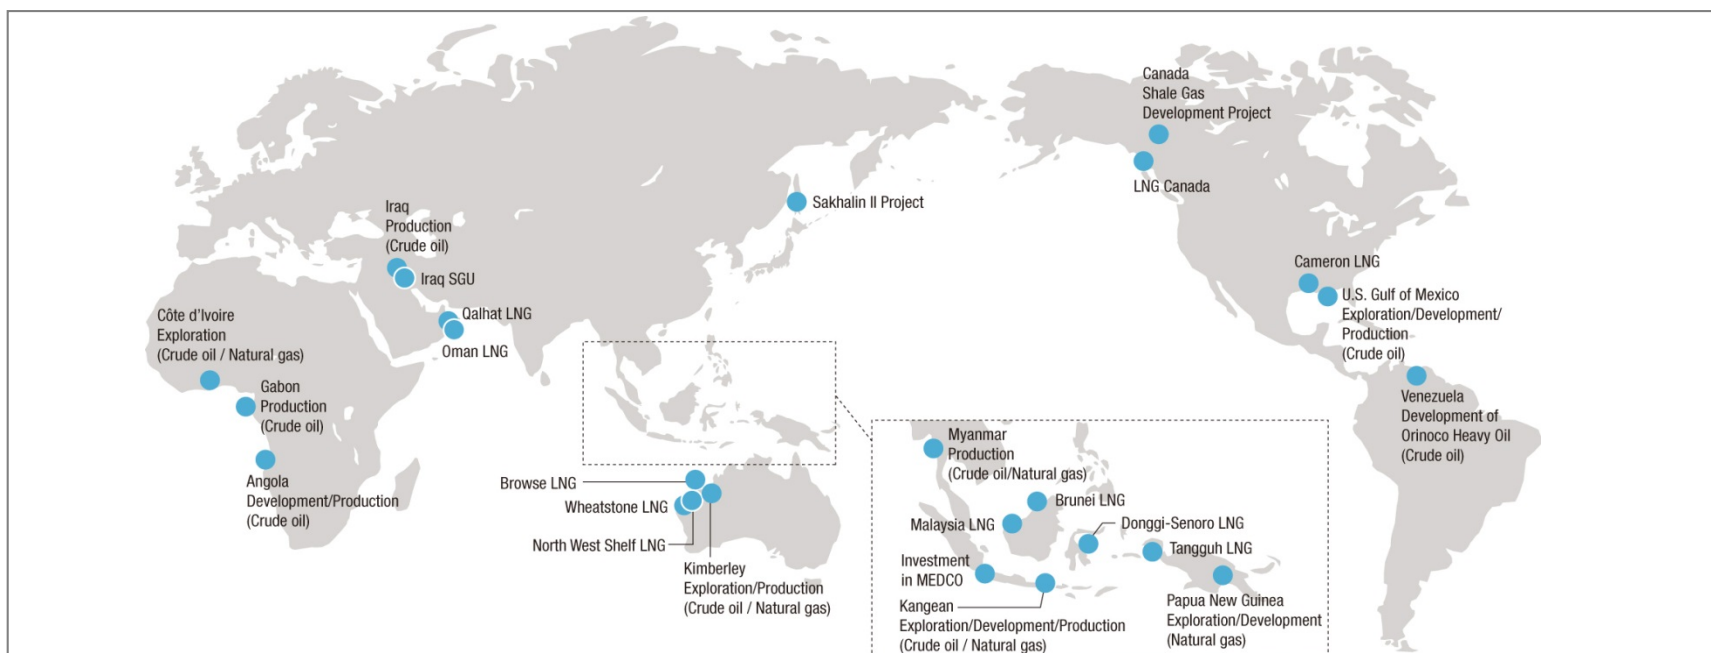 Canada
Shale Gas
Development Project
LNG Canada
Sakhalin II Project
Iraq
Production
(Crude oil)
Iraq SGU
Cameron LNG
U.S. Gulf of Mexico
Exploration/Development/
Production
(Crude oil)
Qalhat LNG
Oman LNG
Côte d'Ivoire
Exploration
(Crude oil / Natural gas)
Gabon
Production
(Crude oil)
Venezuela
Development of
Orinoco Heavy Oil
(Crude oil)
Angola
Development/Production
(Crude oil)
Browse LNG
Wheatstone LNG
North West Shelf LNG
Kimberley
Exploration/Production
(Crude oil / Natural gas)
Myanmar
Production
(Crude oil/Natural gas)
Brunei LNG
Malaysia LNG
Donggi-Senoro LNG
Tangguh LNG
Investment
in MEDCO
Kangean
Exploration/Development/Production
(Crude oil / Natural gas)
Papua New Guinea
Exploration/Development
(Natural gas)